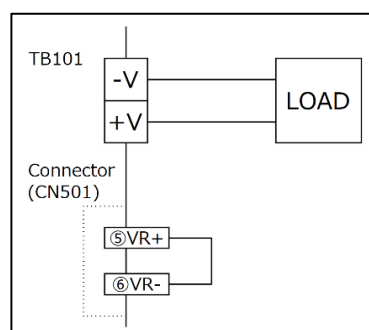 TB101
-V
+V
LOAD
Connector
(CN501)
⑤VR+
⑥VR-